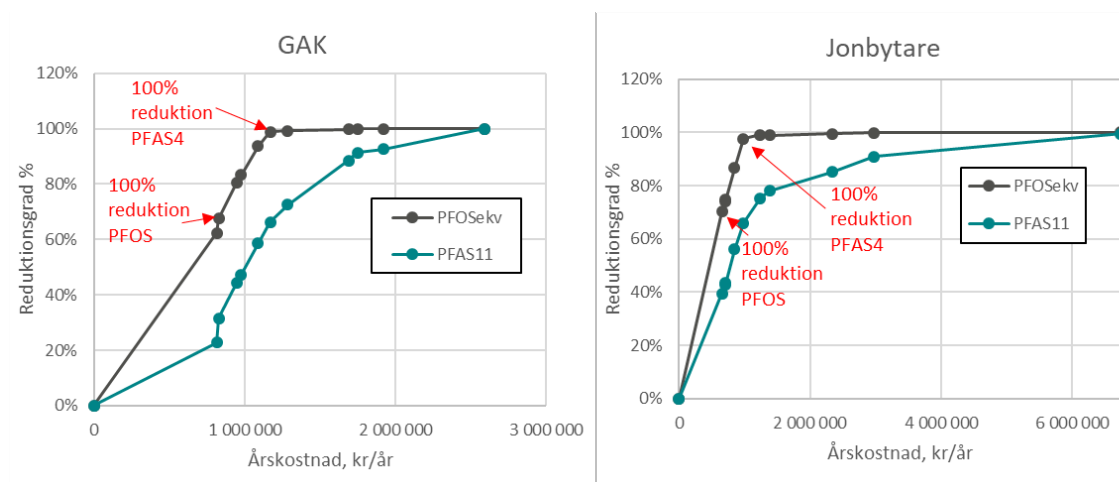 GAK
120%
100%
80%
60%
40%
20%
0%
Reduktionsgrad %
100%
reduktion
PFAS4
100%
reduktion
PFOS
PFOSekv
PFAS11
0
1 000 000
2 000 000
3 000 000
Årskostnad, kr/år
Jonbytare
120%
100%
80%
60%
40%
20%
0%
Reduktionsgrad %
PFOSekv
PFAS11
100%
reduktion
PFAS4
100%
reduktion
PFOS
0
2 000 000
4 000 000
6 000 000
Årskostnad, kr/år